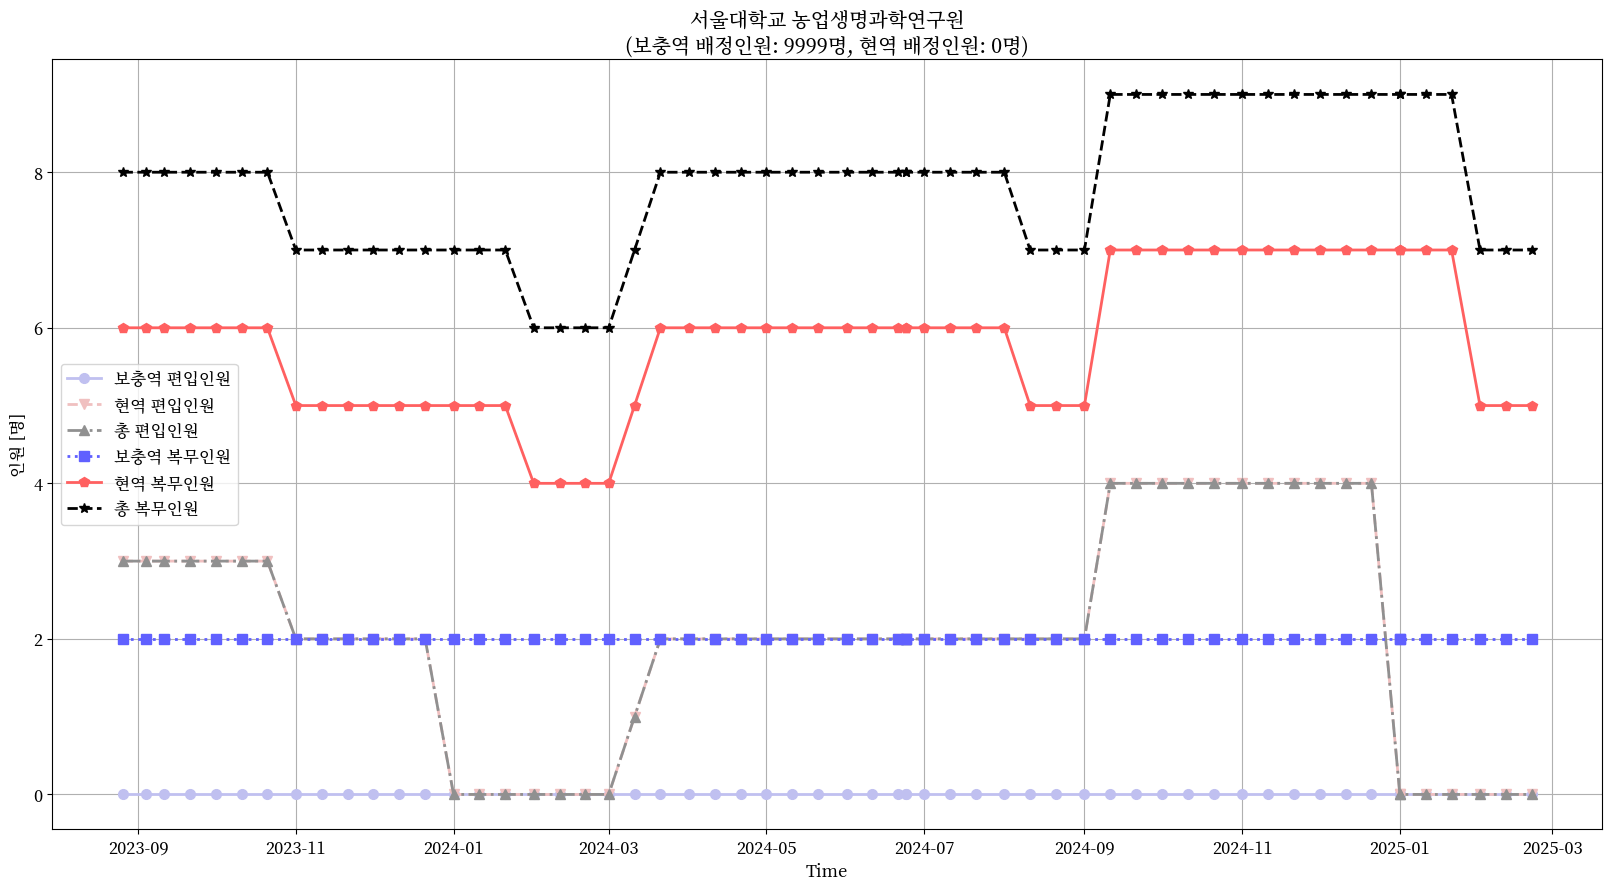 서울대학교 농업생명과학연구원
(보충역 배정인원: 9999명, 현역 배정인원: 0명)
인원 [명]
8
6
4
2
0
보충역 편입인원
현역 편입인원
총 편입인원
보충역 복무인원
현역 복무인원
총 복무인원
2023-09
2023-11
2024-01
2024-03
2024-05
2024-07
2024-09
2024-11
2025-01
2025-03
Time